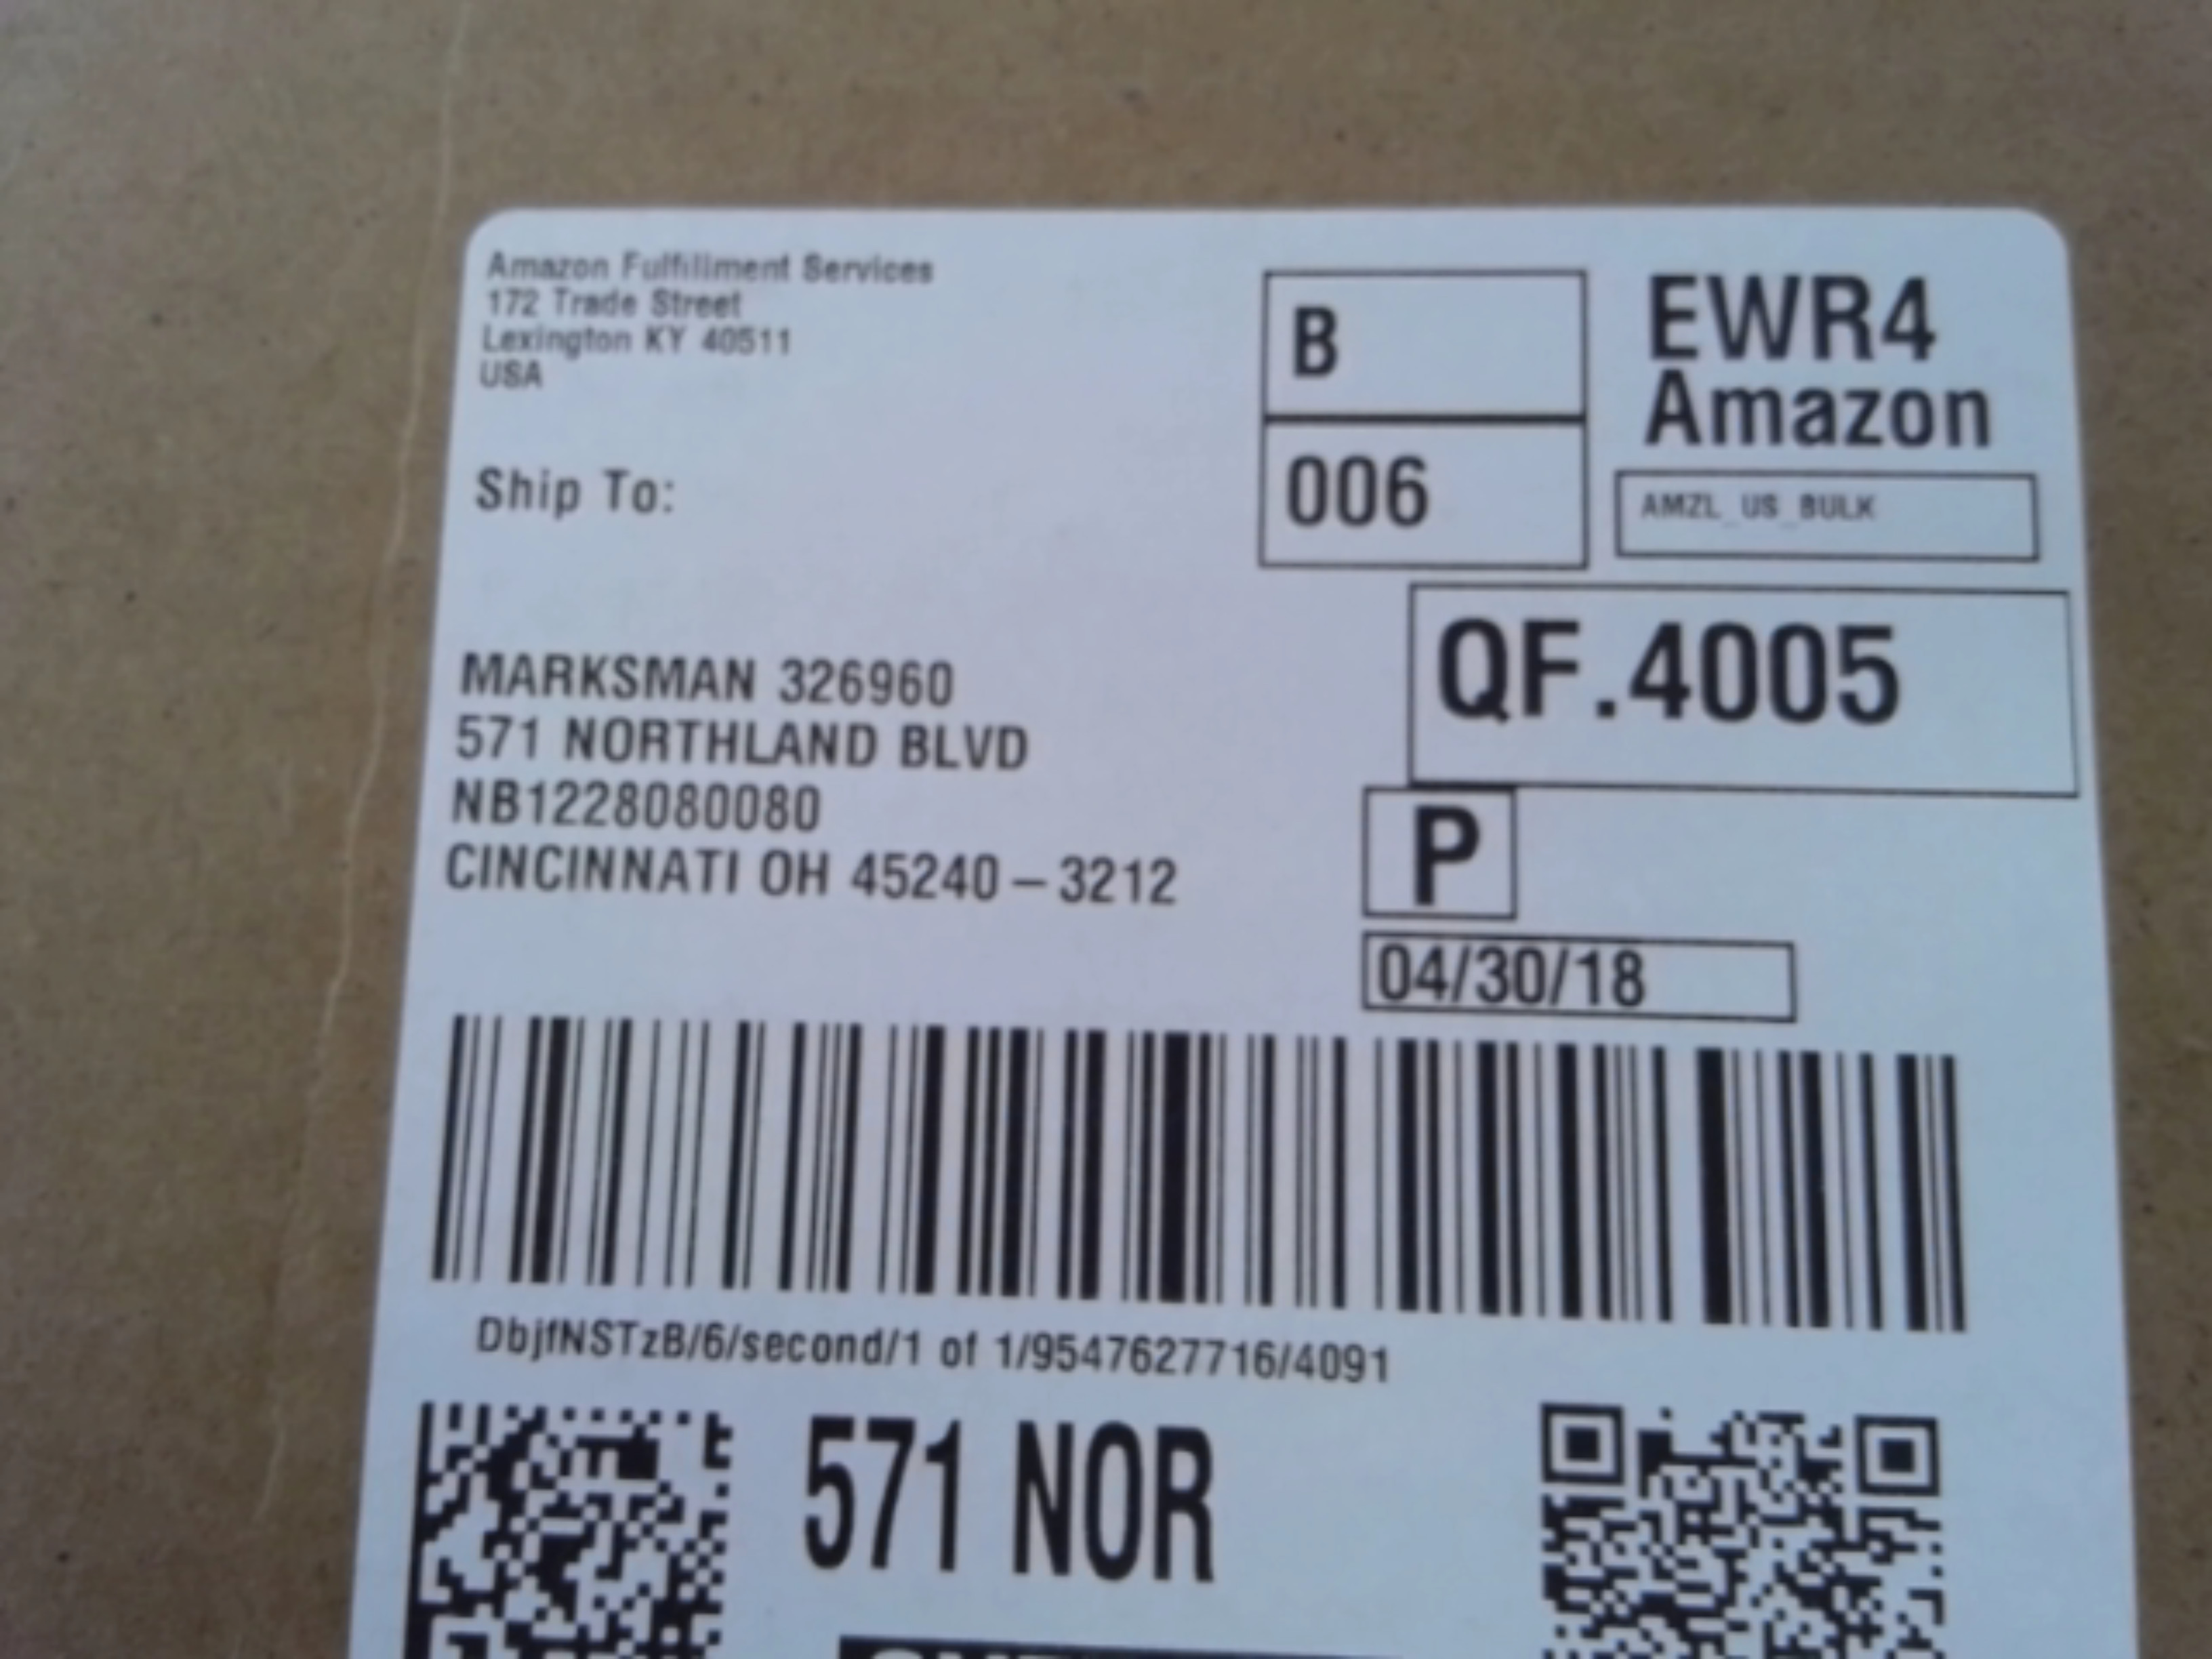 Amazon Fulfillment Services
172 Trade Street
Lexington KY 40511
USA
Ship To:
B
006
EWR4
Amazon
AMZL_US_BULK
QF.4005
MARKSMAN 326960
571 NORTHLAND BLVD
NB1228080080
CINCINNATI OH 45240-3212
P
04/30/18
DbjfNSTzB/6/second/1 of 1/9547627716/4091
571 NOR